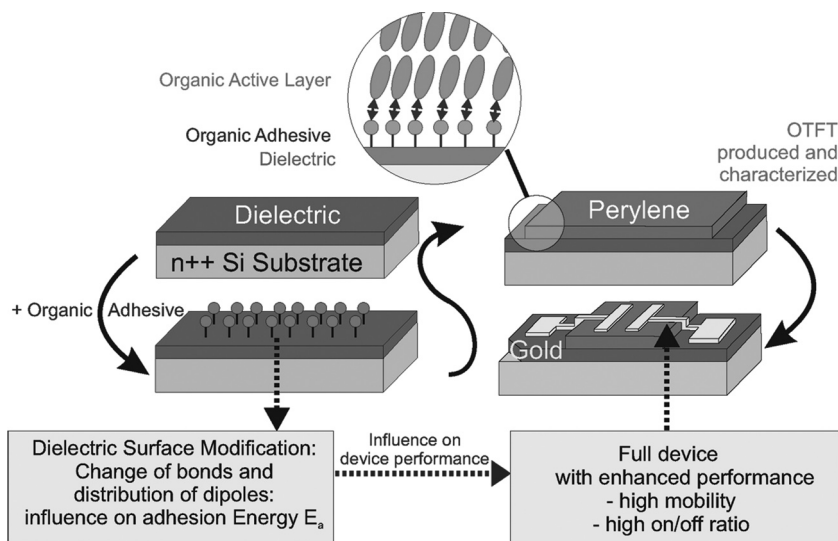 Organic Active Layer
Organic Adhesive
Dielectric
OTFT
produced and
characterized
Dielectric
n++ Si Substrate
Perylene
+ Organic Adhesive
Gold
Dielectric Surface Modification:
Change of bonds and
distribution of dipoles:
influence on adhesion Energy Eₐ
Influence on
device performance
Full device
with enhanced performance
- high mobility
- high on/off ratio